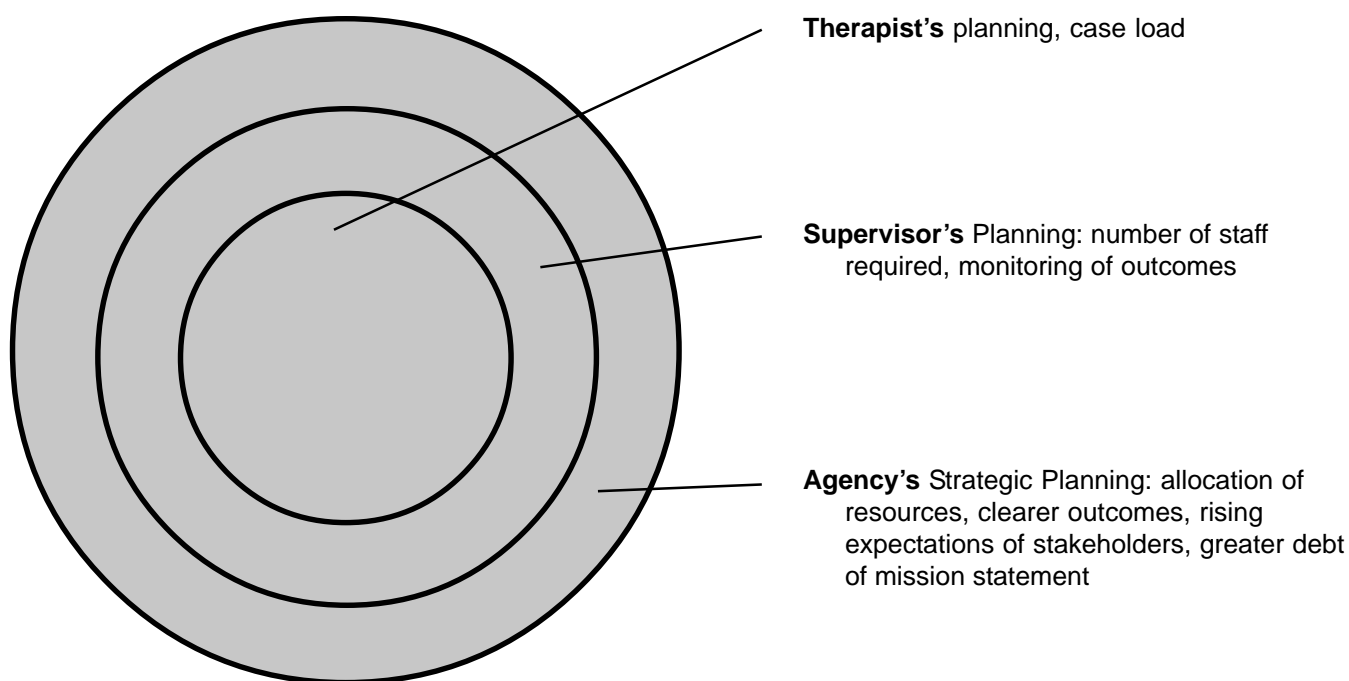 Therapist’s planning, case load
Supervisor’s Planning: number of staff
required, monitoring of outcomes
Agency’s Strategic Planning: allocation of
resources, clearer outcomes, rising
expectations of stakeholders, greater debt
of mission statement